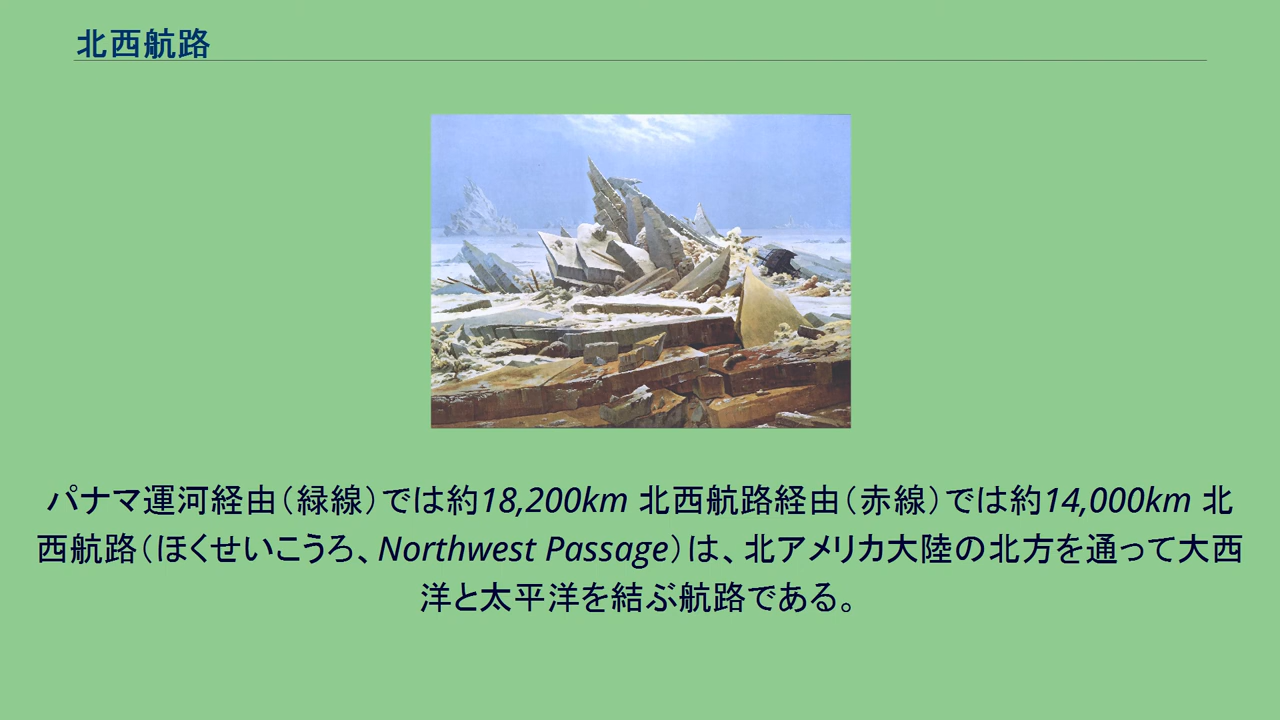 北西航路
パナマ運河経由（緑線）では約18,200km 北西航路経由（赤線）では約14,000km 北
西航路（ほくせいこうろ、Northwest Passage）は、北アメリカ大陸の北方を通って大西
洋と太平洋を結ぶ航路である。